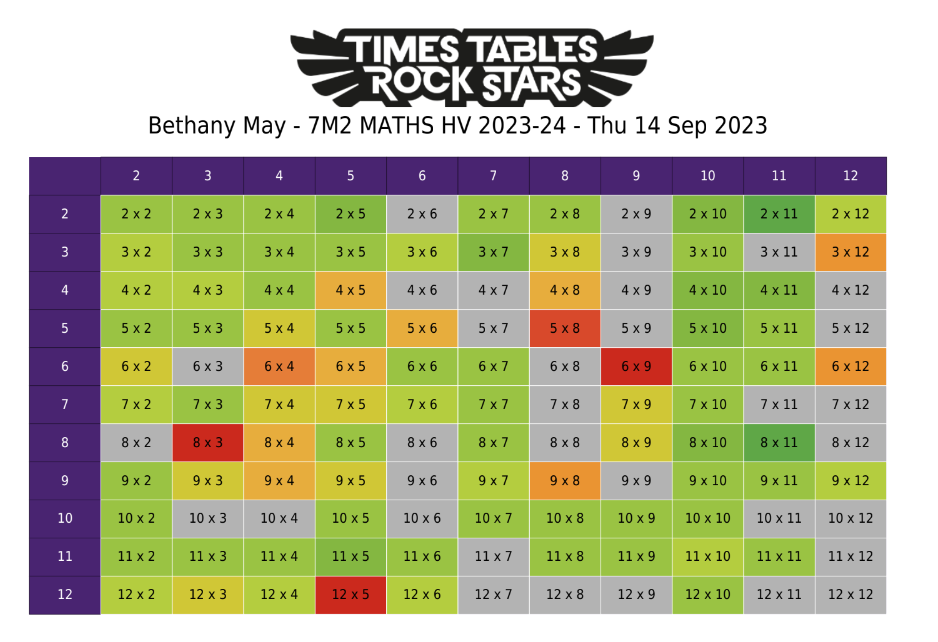 TIMES TABLES
ROCK STARS
Bethany May - 7M2 MATHS HV 2023-24 - Thu 14 Sep 2023
2 3 4 5 6 7 8 9 10 11 12
2 2 x 2 2 x 3 2 x 4 2 x 5 2 x 6 2 x 7 2 x 8 2 x 9 2 x 10 2 x 11 2 x 12
3 3 x 2 3 x 3 3 x 4 3 x 5 3 x 6 3 x 7 3 x 8 3 x 9 3 x 10 3 x 11 3 x 12
4 4 x 2 4 x 3 4 x 4 4 x 5 4 x 6 4 x 7 4 x 8 4 x 9 4 x 10 4 x 11 4 x 12
5 5 x 2 5 x 3 5 x 4 5 x 5 5 x 6 5 x 7 5 x 8 5 x 9 5 x 10 5 x 11 5 x 12
6 6 x 2 6 x 3 6 x 4 6 x 5 6 x 6 6 x 7 6 x 8 6 x 9 6 x 10 6 x 11 6 x 12
7 7 x 2 7 x 3 7 x 4 7 x 5 7 x 6 7 x 7 7 x 8 7 x 9 7 x 10 7 x 11 7 x 12
8 8 x 2 8 x 3 8 x 4 8 x 5 8 x 6 8 x 7 8 x 8 8 x 9 8 x 10 8 x 11 8 x 12
9 9 x 2 9 x 3 9 x 4 9 x 5 9 x 6 9 x 7 9 x 8 9 x 9 9 x 10 9 x 11 9 x 12
10 10 x 2 10 x 3 10 x 4 10 x 5 10 x 6 10 x 7 10 x 8 10 x 9 10 x 10 10 x 11 10 x 12
11 11 x 2 11 x 3 11 x 4 11 x 5 11 x 6 11 x 7 11 x 8 11 x 9 11 x 10 11 x 11 11 x 12
12 12 x 2 12 x 3 12 x 4 12 x 5 12 x 6 12 x 7 12 x 8 12 x 9 12 x 10 12 x 11 12 x 12